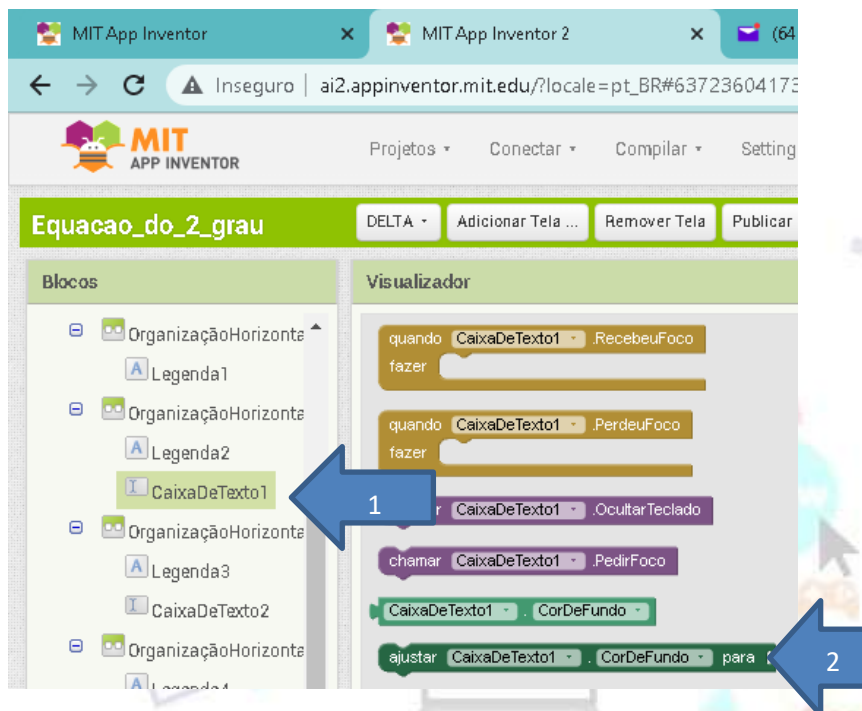 MIT App Inventor
MIT App Inventor 2
(64
Inseguro
ai2.appinventor.mit.edu/?locale=pt_BR#63723604173
MIT
APP INVENTOR
Projetos
Conectar
Compilar
Setting
Equacao_do_2_grau
DELTA
Adicionar Tela ...
Remover Tela
Publicar
Blocos
Visualizador
OrganizaçãoHorizonta
Legenda1
OrganizaçãoHorizonta
Legenda2
CaixaDeTexto1
OrganizaçãoHorizonta
Legenda3
CaixaDeTexto2
OrganizaçãoHorizonta
quando CaixaDeTexto1 .RecebeuFoco
fazer
quando CaixaDeTexto1 .PerdeuFoco
fazer
CaixaDeTexto1 .OcultarTeclado
chamar CaixaDeTexto1 .PedirFoco
CaixaDeTexto1 . CorDeFundo
ajustar CaixaDeTexto1 . CorDeFundo para
1
2